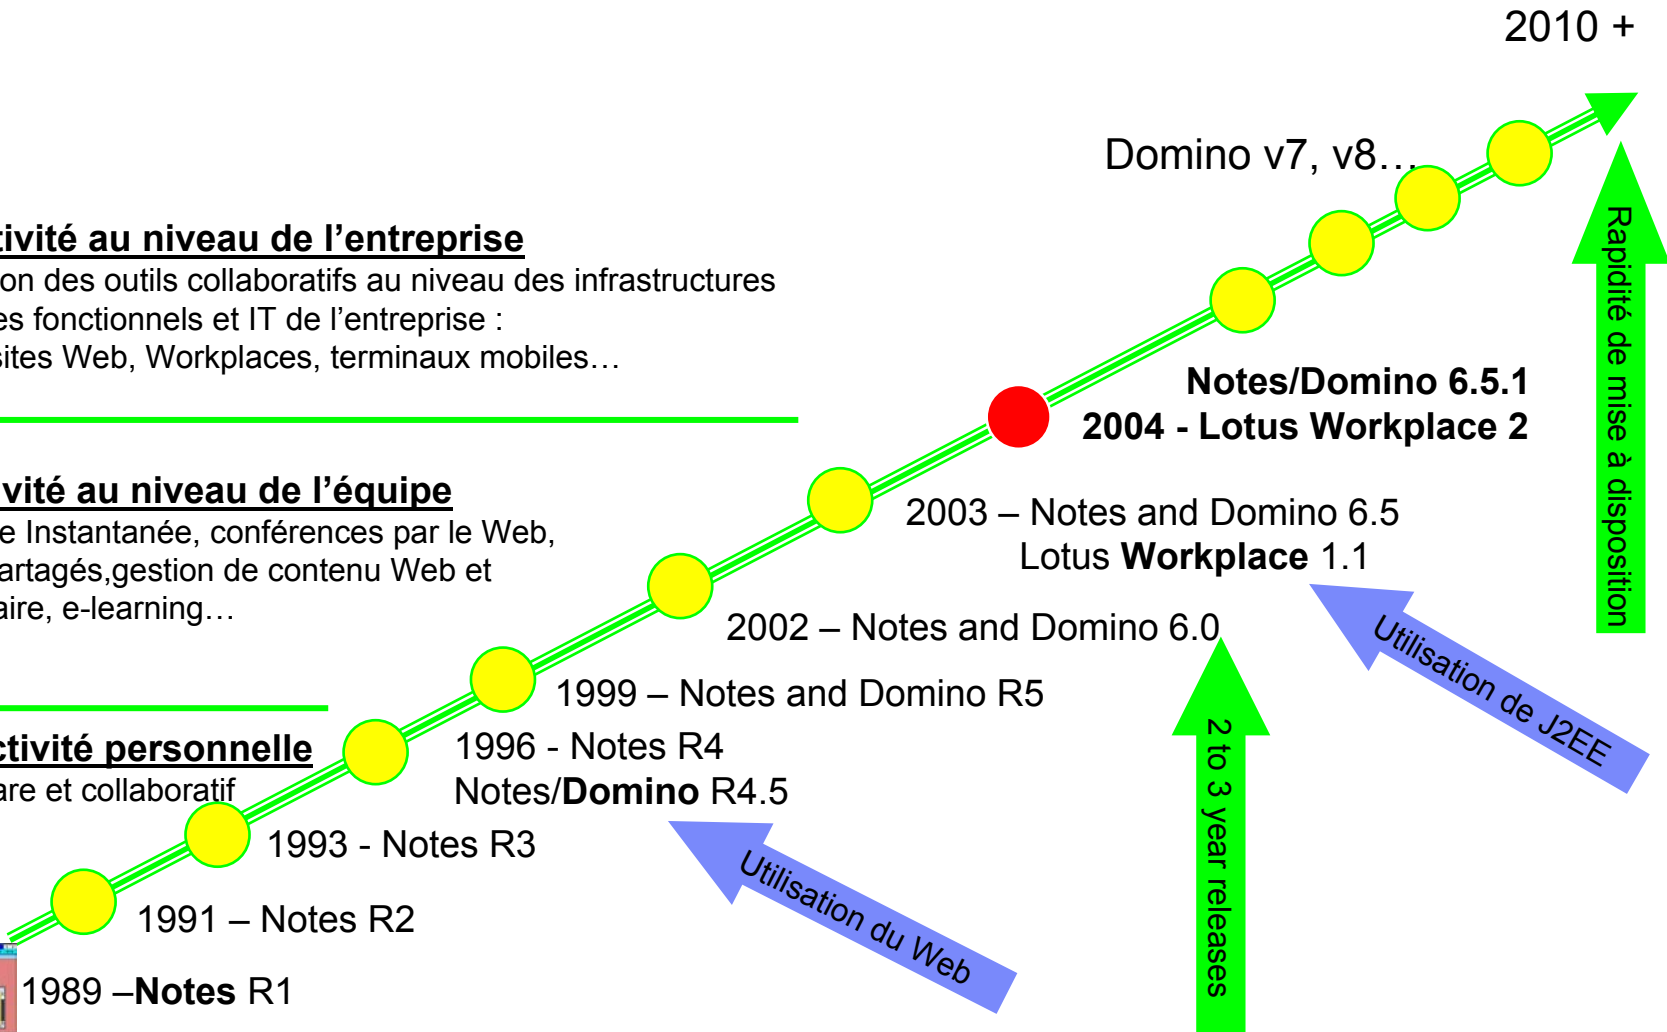 2010 +
Domino v7, v8…
tivité au niveau de l’entreprise
on des outils collaboratifs au niveau des infrastructures
es fonctionnels et IT de l’entreprise :
sites Web, Workplaces, terminaux mobiles…
Rapidité de mise à disposition
Notes/Domino 6.5.1
2004 - Lotus Workplace 2
ivité au niveau de l’équipe
e Instantanée, conférences par le Web,
artagés,gestion de contenu Web et
aire, e-learning…
2003 – Notes and Domino 6.5
Lotus Workplace 1.1
Utilisation de J2EE
2002 – Notes and Domino 6.0
2 to 3 year releases
1999 – Notes and Domino R5
ctivité personnelle
are et collaboratif
1996 - Notes R4
Notes/Domino R4.5
Utilisation du Web
1993 - Notes R3
1991 – Notes R2
1989 –Notes R1